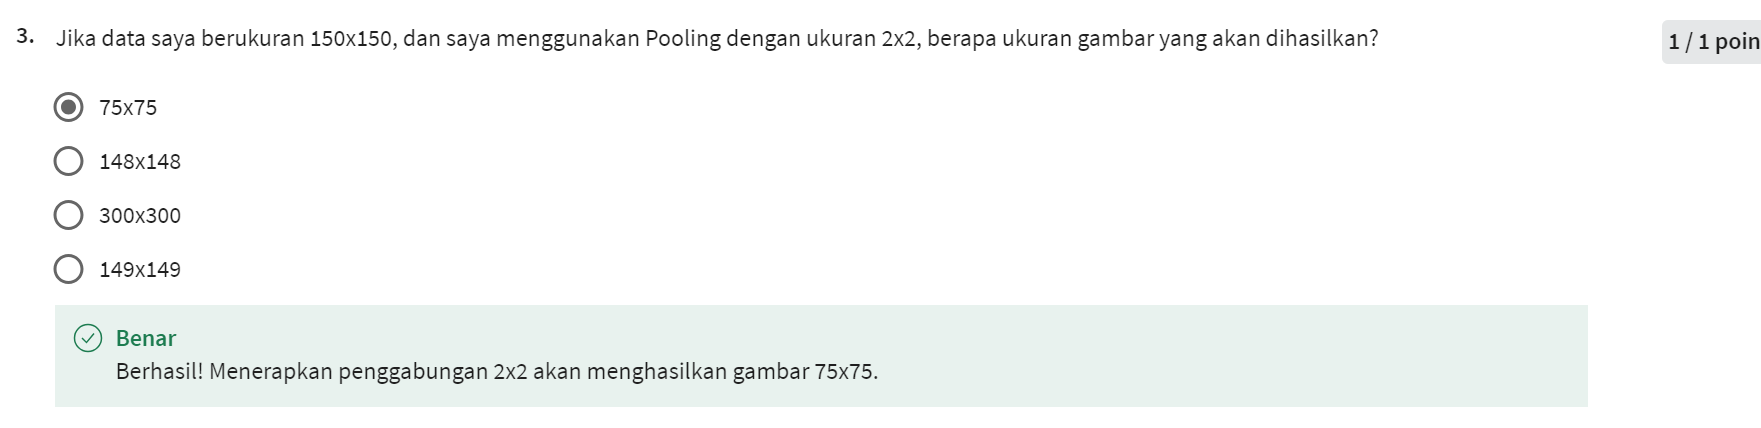 3. Jika data saya berukuran 150x150, dan saya menggunakan Pooling dengan ukuran 2x2, berapa ukuran gambar yang akan dihasilkan?
1 / 1 poin
75x75
148x148
300x300
149x149
Benar
Berhasil! Menerapkan penggabungan 2x2 akan menghasilkan gambar 75x75.